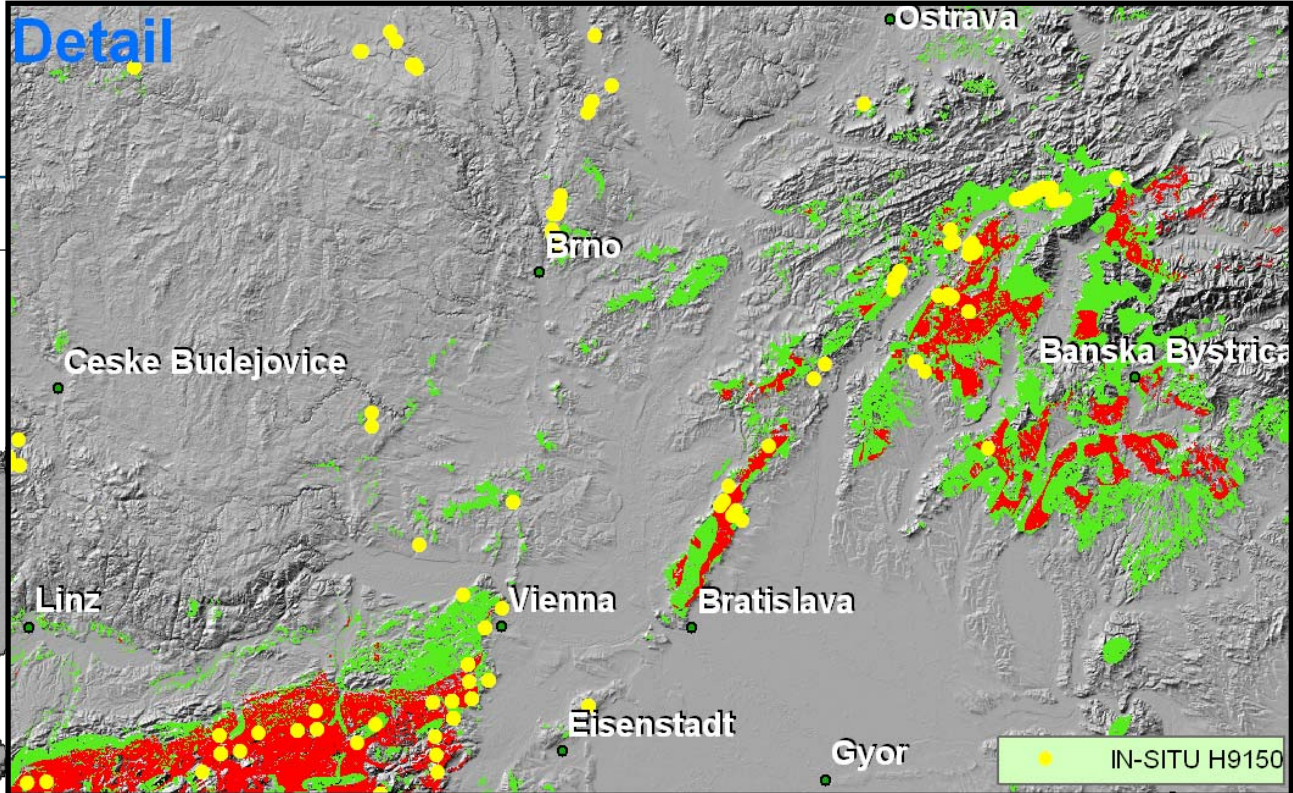 Detail
Ostrava
Brno
Ceske Budejovice
Banska Bystrica
Linz
Vienna
Bratislava
Eisenstadt
Gyor
IN-SITU H9150